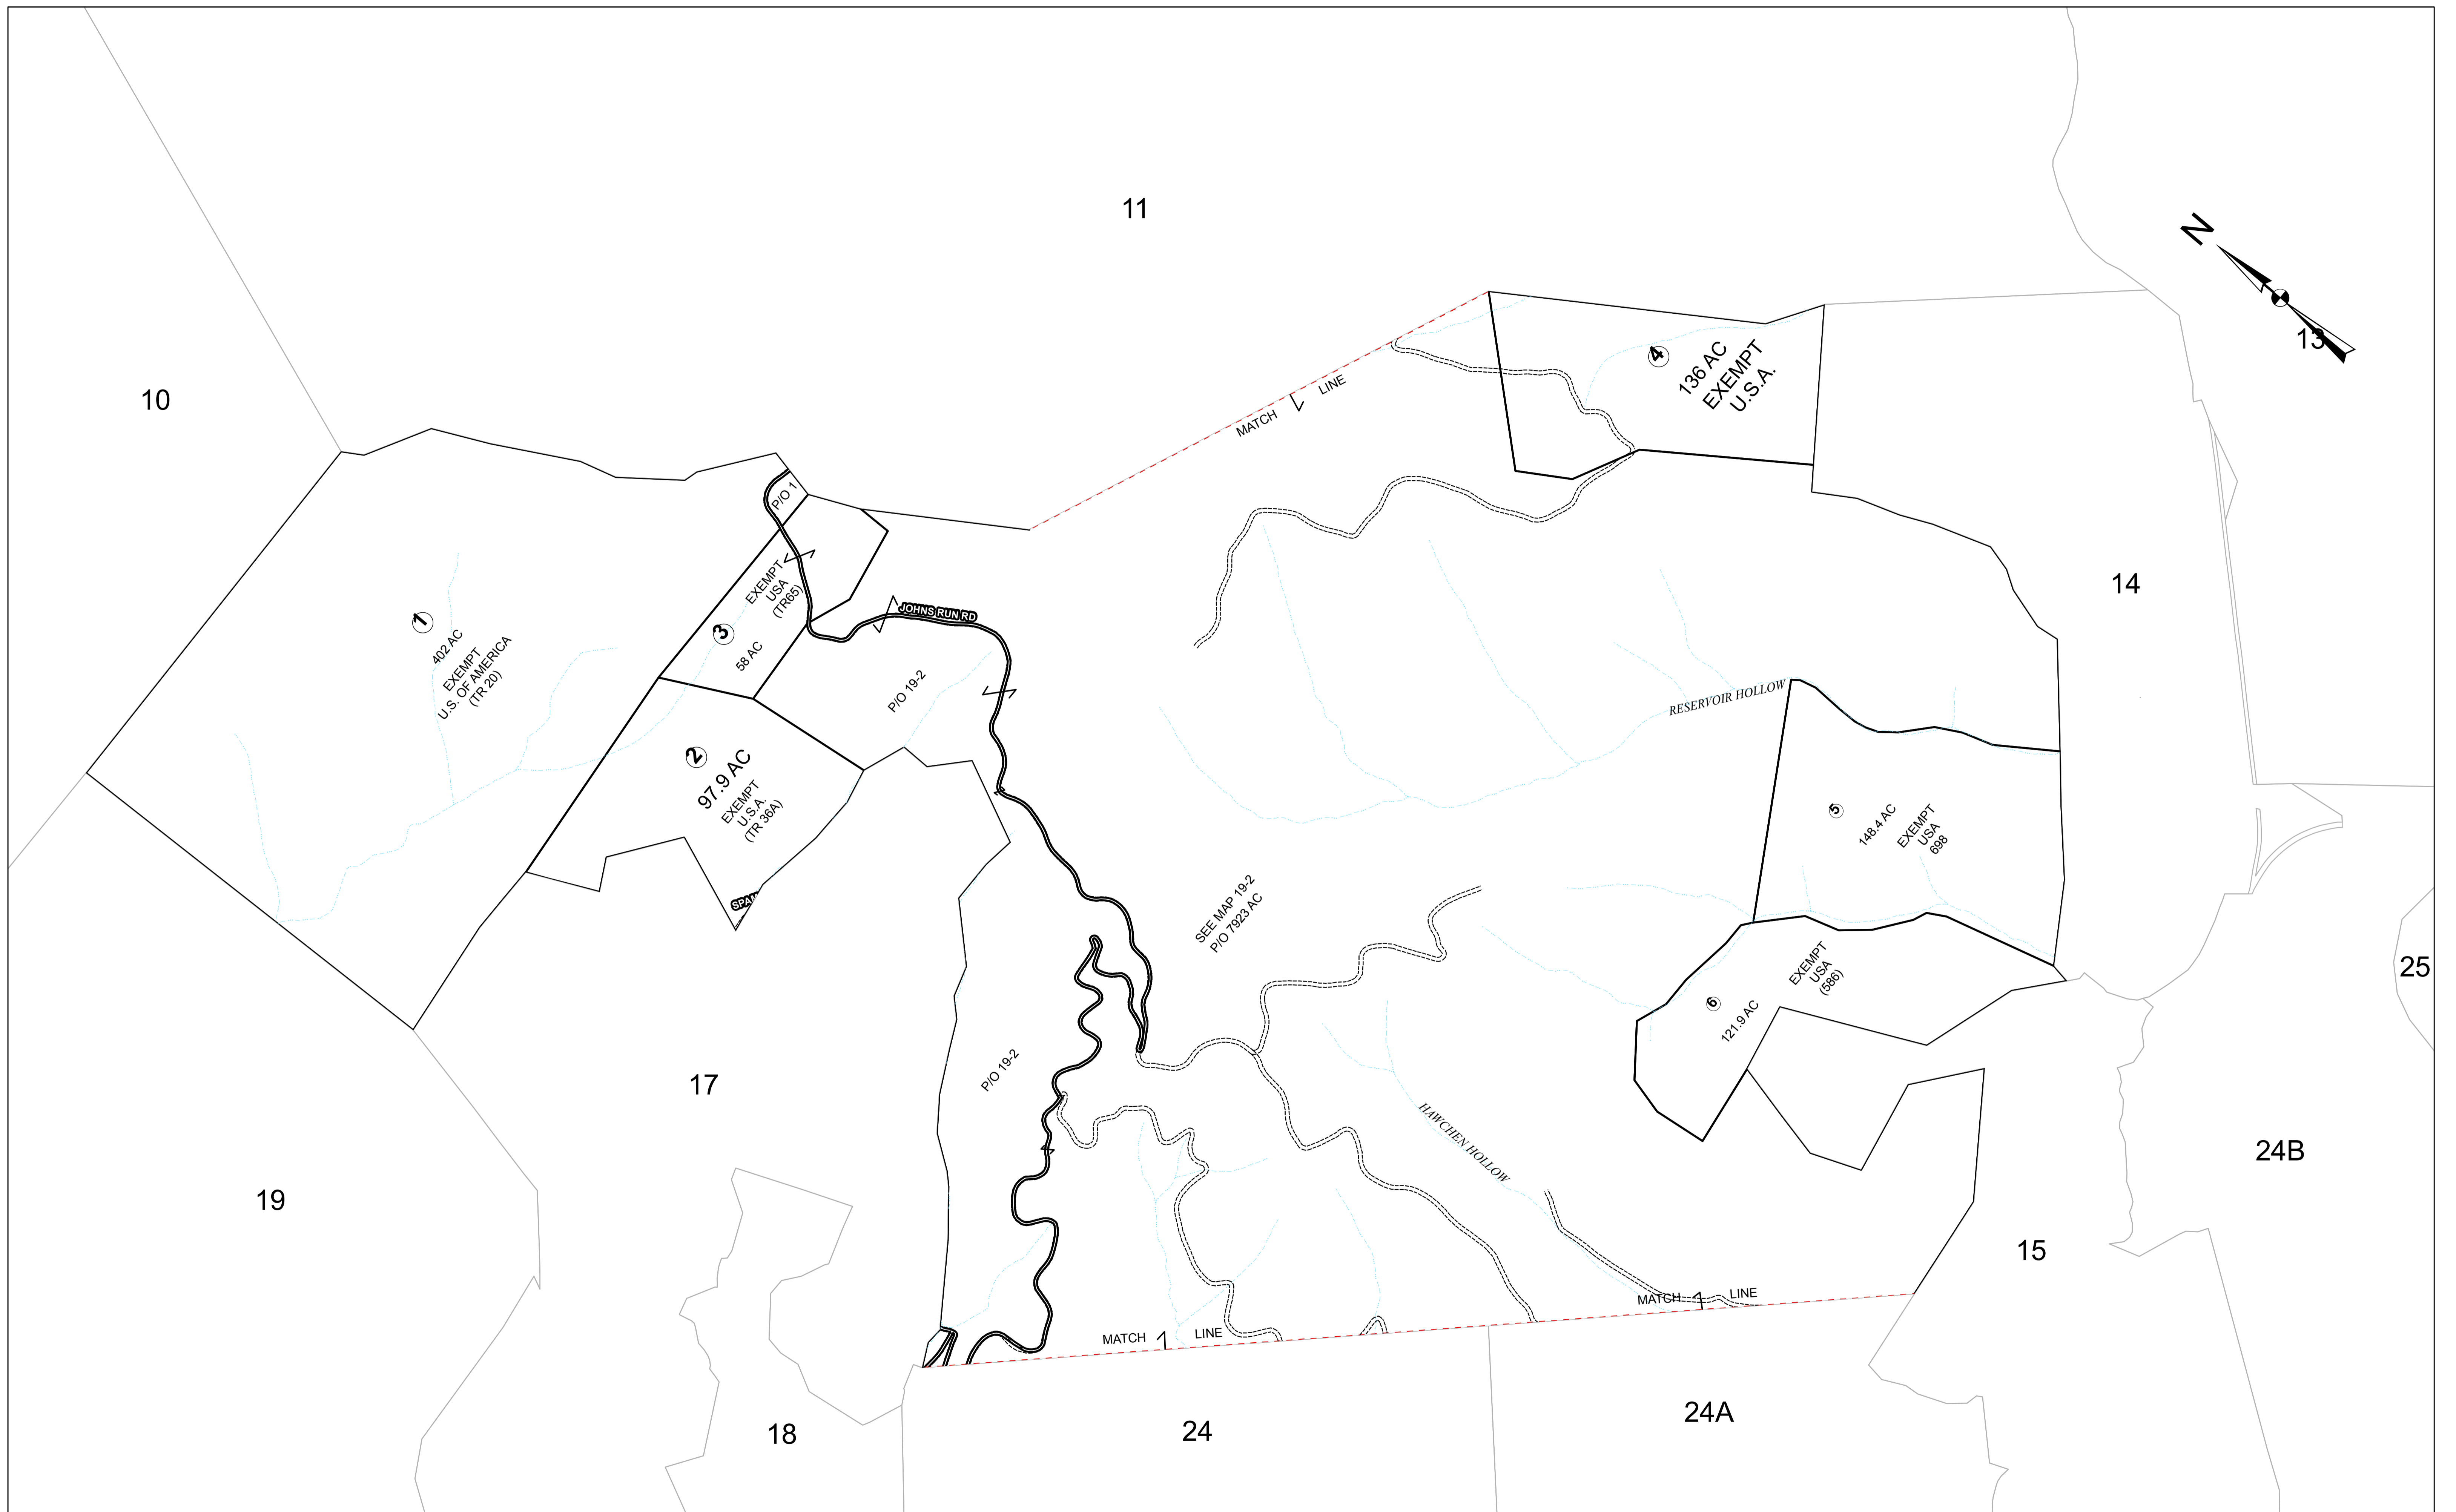 11
N
13
10
MATCH
LINE
4
136 AC
EXEMPT
U.S.A.
P/O 1
1
402 AC
EXEMPT
U.S. OF AMERICA
(TR 20)
3
EXEMPT
USA
(TR65)
58 AC
JOHNS RUN RD
P/O 19-2
14
RESERVOIR HOLLOW
2
97.9 AC
EXEMPT
U.S.A.
(TR 36A)
5
148.4 AC
EXEMPT
USA
698
SEE MAP 19-2
P/O 7923 AC
6
121.9 AC
EXEMPT
USA
(586)
25
17
P/O 19-2
HAWCHEN HOLLOW
24B
19
15
MATCH
LINE
MATCH
LINE
18
24
24A